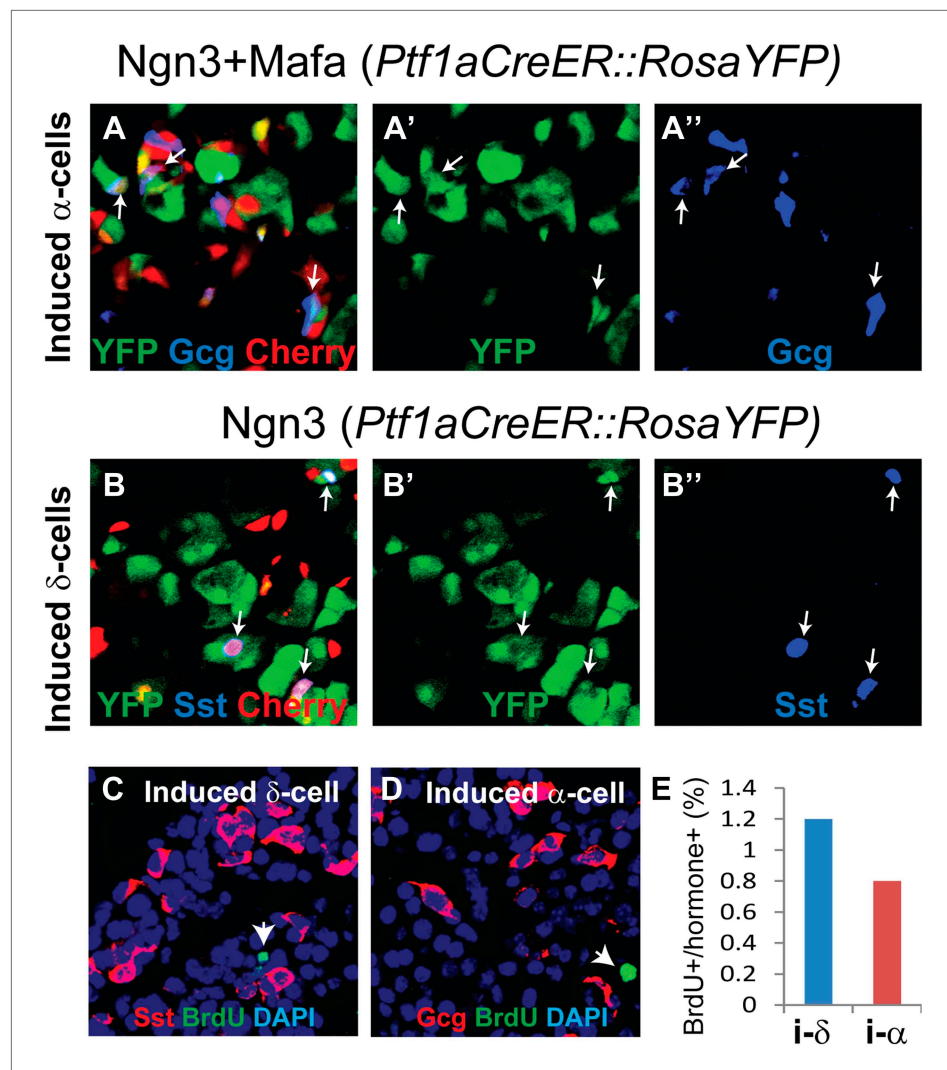 Ngn3+Mafa (Ptf1aCreER::RosaYFP)
Induced α-cells
A
YFP Gcg Cherry
A’
YFP
A’’
Gcg
Ngn3 (Ptf1aCreER::RosaYFP)
Induced δ-cells
B
YFP Sst Cherry
B’
YFP
B’’
Sst
C Induced δ-cell
Sst BrdU DAPI
D Induced α-cell
Gcg BrdU DAPI
E
BrdU+/hormone+ (%)
1.4
1.2
1
0.8
0.6
0.4
0.2
0
i-δ i-α